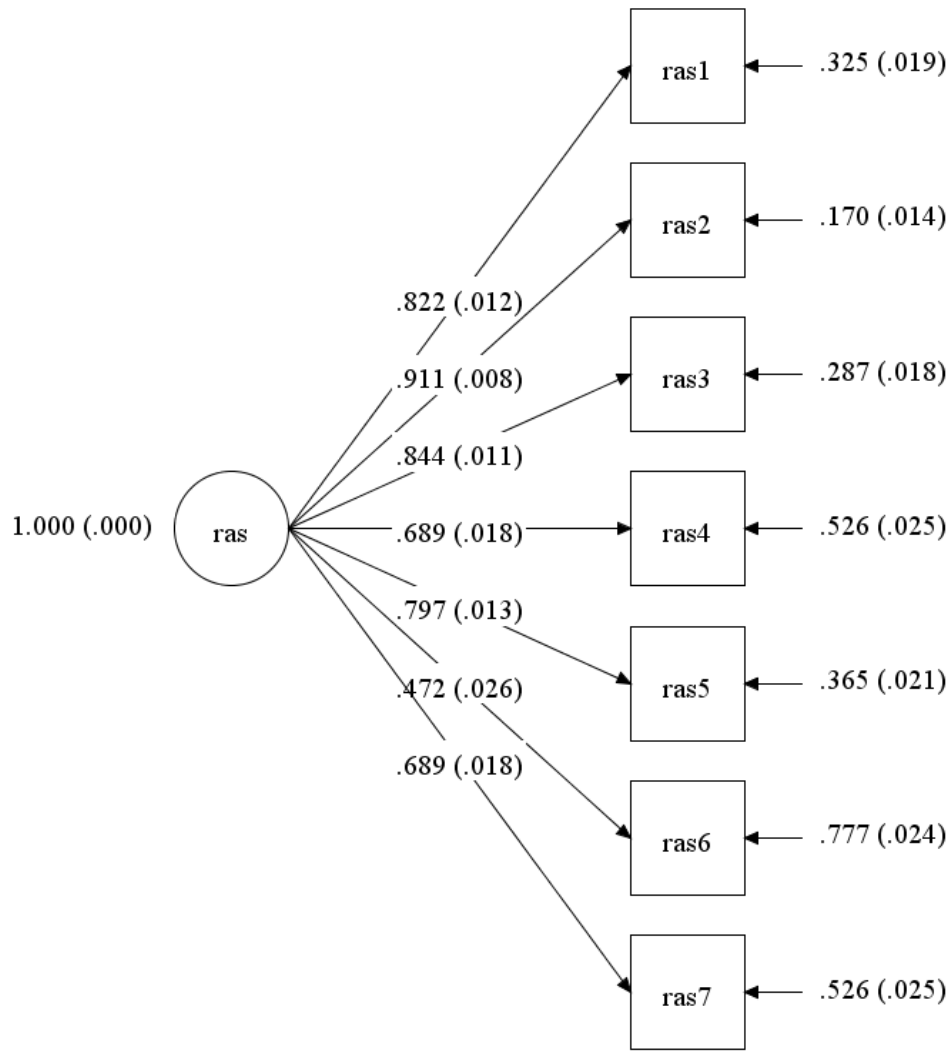 ras1
.325 (.019)
ras2
.170 (.014)
.822 (.012)
.911 (.008)
ras3
.287 (.018)
.844 (.011)
1.000 (.000)
ras
.689 (.018)
ras4
.526 (.025)
.797 (.013)
.472 (.026)
ras5
.365 (.021)
.689 (.018)
ras6
.777 (.024)
ras7
.526 (.025)